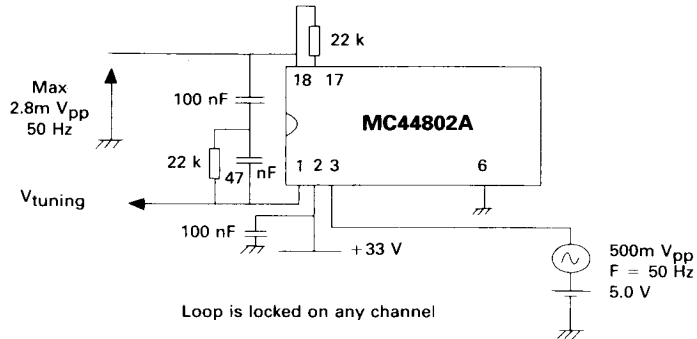 22 k
18 17
Max
2.8m Vpp
50 Hz
100 nF
MC44802A
22 k
47 nF
1 2 3 6
Vtuning
100 nF
+33 V
500m Vpp
F = 50 Hz
5.0 V
Loop is locked on any channel